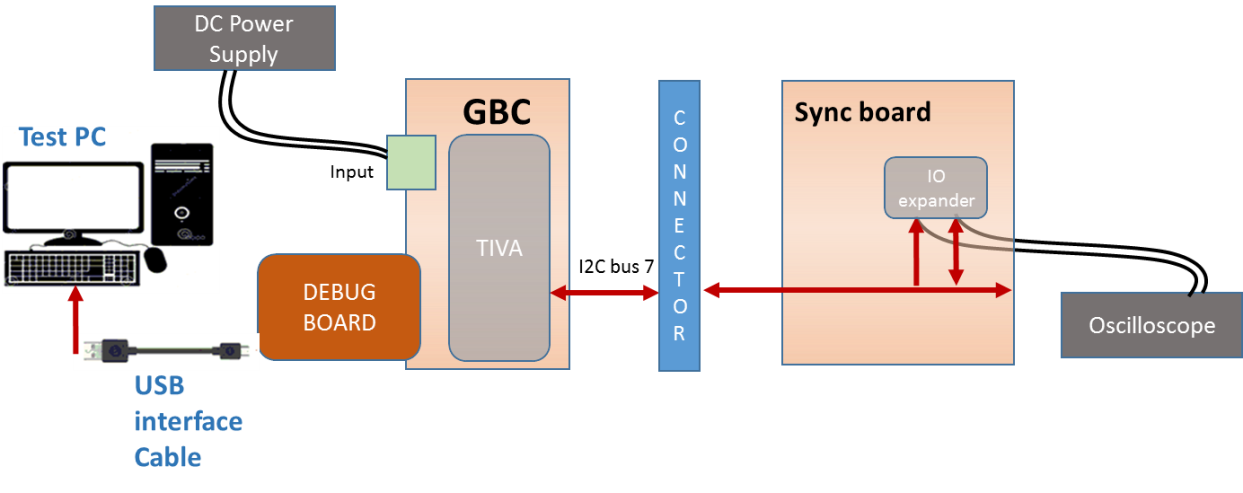 DC Power
Supply
GBC
Sync board
Test PC
Input
IO
expander
CONNECTOR
TIVA
I2C bus 7
DEBUG
BOARD
Oscilloscope
USB
interface
Cable